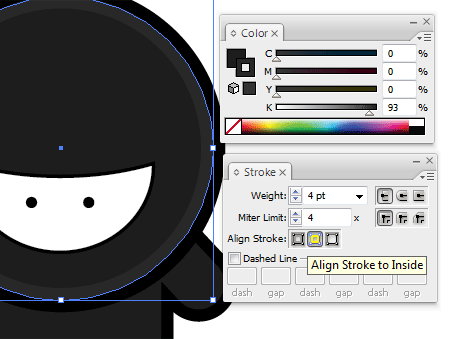 Color ×
C 0 %
M 0 %
Y 0 %
K 93 %
Stroke ×
Weight: 4 pt
Miter Limit: 4 x
Align Stroke:
Dashed Line
Align Stroke to Inside
dash gap dash gap dash gap